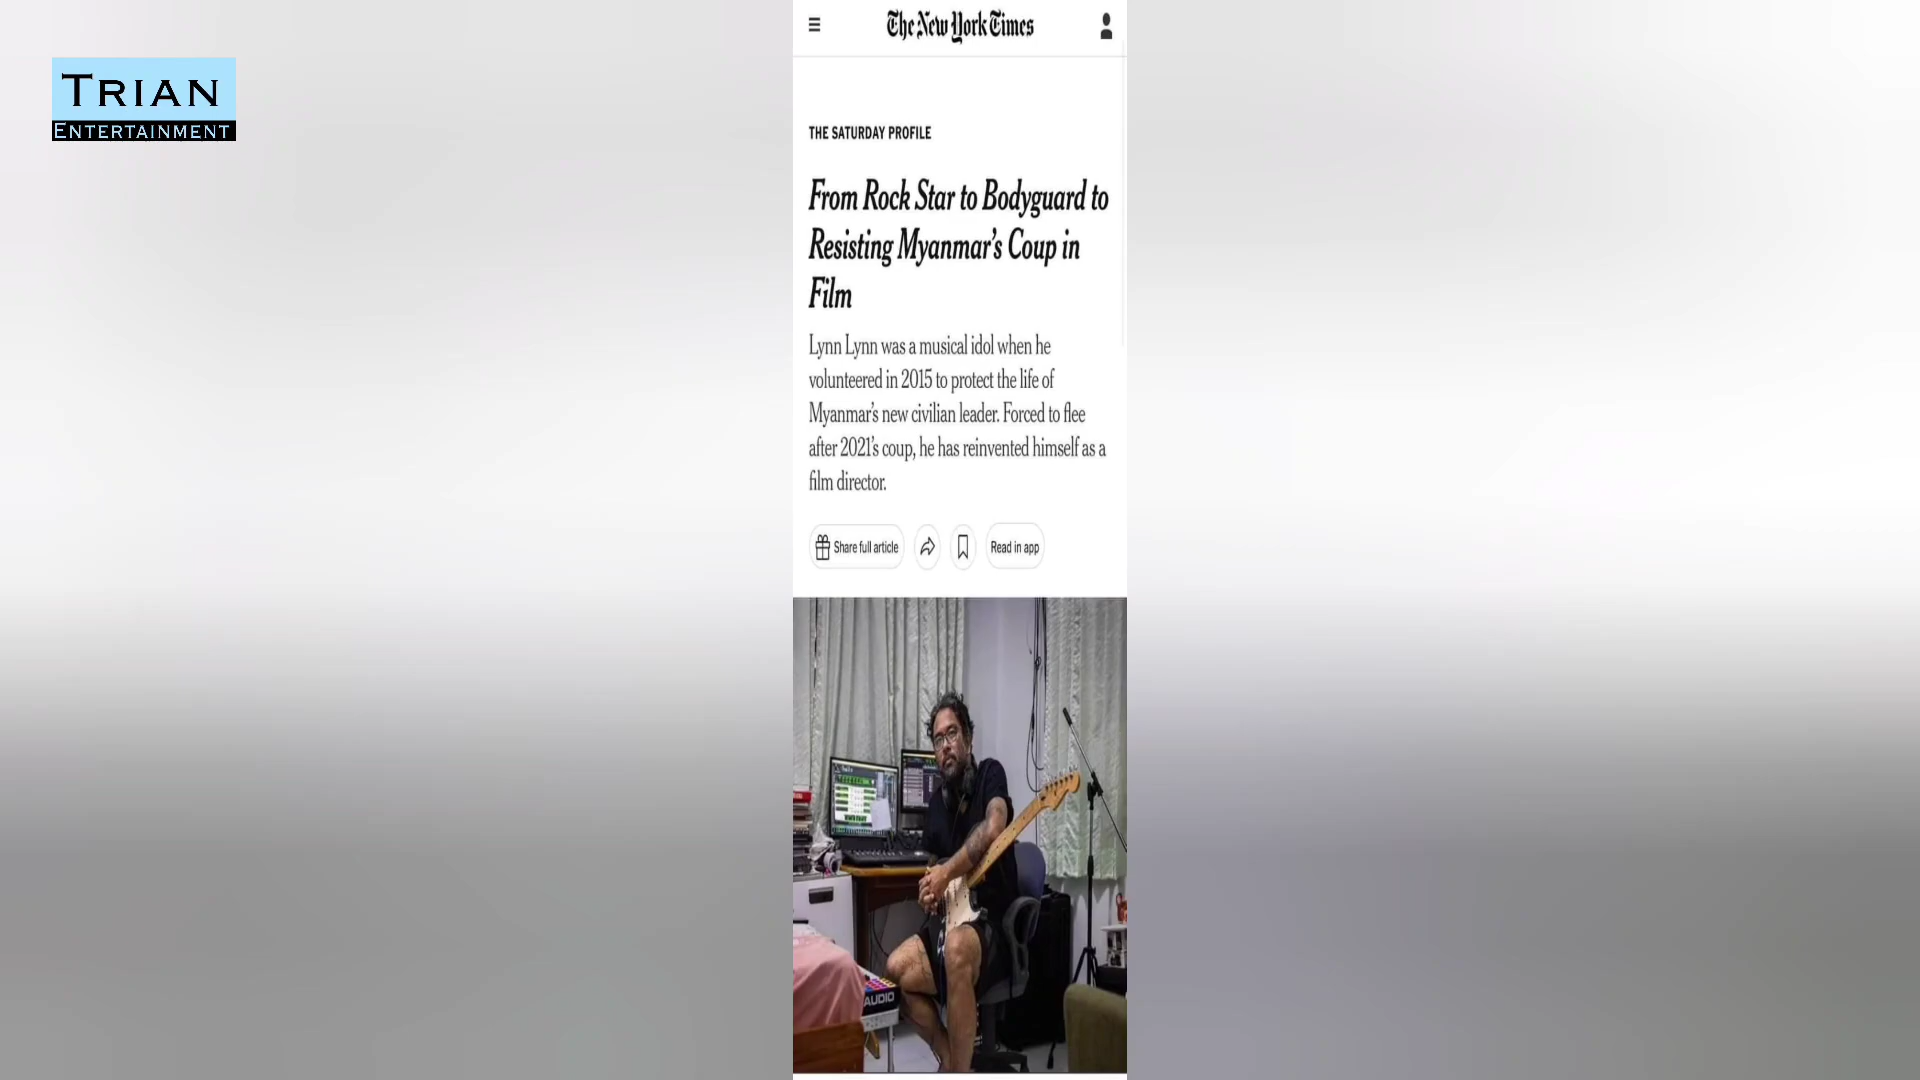 TRIAN
ENTERTAINMENT
The New York Times
THE SATURDAY PROFILE
From Rock Star to Bodyguard to
Resisting Myanmar’s Coup in
Film
Lynn Lynn was a musical idol when he
volunteered in 2015 to protect the life of
Myanmar’s new civilian leader. Forced to flee
after 2021’s coup, he has reinvented himself as a
film director.
Share full article
Read in app
AUDIO